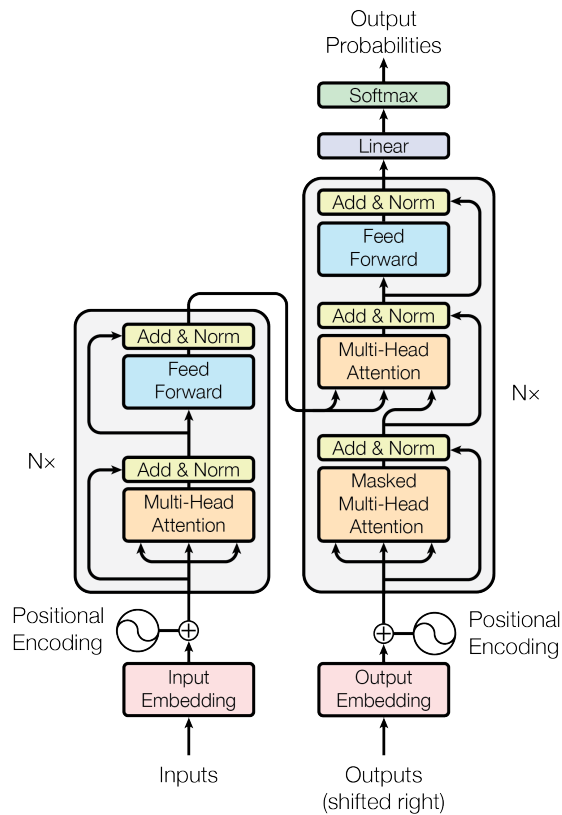 Output
Probabilities
Softmax
Linear
Add & Norm
Feed
Forward
Add & Norm
Multi-Head
Attention
Add & Norm
Masked
Multi-Head
Attention
N×
Add & Norm
Feed
Forward
Add & Norm
Multi-Head
Attention
N×
Positional
Encoding
Input
Embedding
Inputs
Positional
Encoding
Output
Embedding
Outputs
(shifted right)